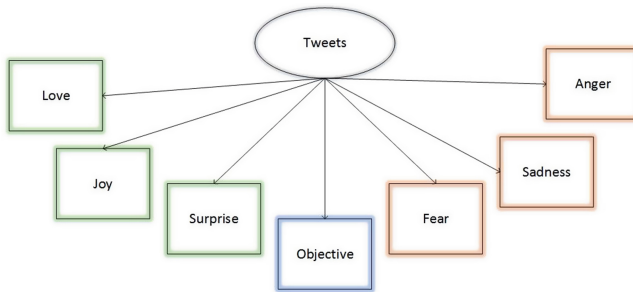 Tweets
Love
Anger
Joy
Sadness
Surprise
Fear
Objective